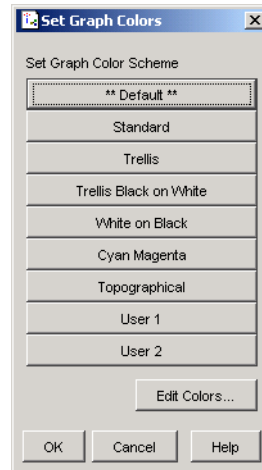 Set Graph Colors
Set Graph Color Scheme
** Default **
Standard
Trellis
Trellis Black on White
White on Black
Cyan Magenta
Topographical
User 1
User 2
Edit Colors...
OK Cancel Help